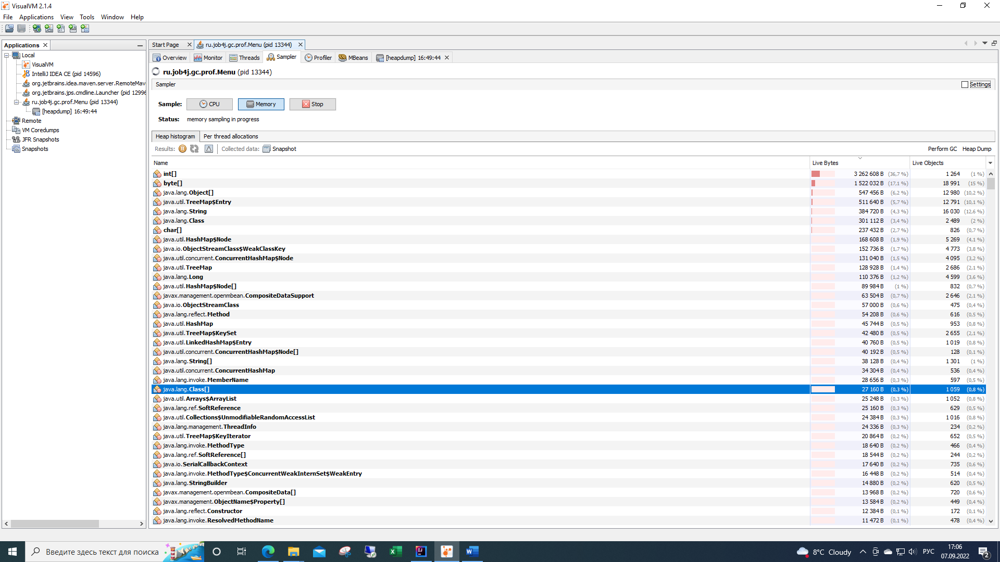 VisualVM 2.1.4
File Applications View Tools Window Help
Applications
Local
VisualVM
IntelliJ IDEA CE (pid 14596)
org.jetbrains.idea.maven.server.RemoteMav
org.jetbrains.jps.cmdline.Launcher (pid 12996
ru.job4j.gc.prof.Menu (pid 13344)
[heapdump] 16:49:44
Remote
VM Coredumps
JFR Snapshots
Snapshots
Start Page ru.job4j.gc.prof.Menu (pid 13344)
Overview Monitor Threads Sampler Profiler MBeans [heapdump] 16:49:44
ru.job4j.gc.prof.Menu (pid 13344)
Sampler Settings
Sample: CPU Memory Stop
Status: memory sampling in progress
Heap histogram Per thread allocations
Results: Collected data: Snapshot Perform GC Heap Dump
Name Live Bytes Live Objects
int[] 3 262 608 B (36,7 %) 1 264 (1 %)
byte[] 1 522 032 B (17,1 %) 18 991 (15 %)
java.lang.Object[] 547 456 B (6,2 %) 12 980 (10,2 %)
java.util.TreeMap$Entry 511 640 B (5,7 %) 12 791 (10,1 %)
java.lang.String 384 720 B (4,3 %) 16 030 (12,6 %)
java.lang.Class 301 112 B (3,4 %) 2 489 (2 %)
char[] 237 432 B (2,7 %) 826 (0,7 %)
java.util.HashMap$Node 168 608 B (1,9 %) 5 269 (4,1 %)
java.io.ObjectStreamClass$WeakClassKey 152 736 B (1,7 %) 4 773 (3,8 %)
java.util.concurrent.ConcurrentHashMap$Node 131 040 B (1,5 %) 4 095 (3,2 %)
java.util.TreeMap 128 928 B (1,4 %) 2 686 (2,1 %)
java.lang.Long 110 376 B (1,2 %) 4 599 (3,6 %)
java.util.HashMap$Node[] 89 984 B (1 %) 832 (0,7 %)
javax.management.openmbean.CompositeDataSupport 63 504 B (0,7 %) 2 646 (2,1 %)
java.io.ObjectStreamClass 57 000 B (0,6 %) 475 (0,4 %)
java.lang.reflect.Method 54 208 B (0,6 %) 616 (0,5 %)
java.util.HashMap 45 744 B (0,5 %) 953 (0,8 %)
java.util.TreeMap$KeySet 42 480 B (0,5 %) 2 655 (2,1 %)
java.util.LinkedHashMap$Entry 40 760 B (0,5 %) 1 019 (0,8 %)
java.util.concurrent.ConcurrentHashMap$Node[] 40 192 B (0,5 %) 128 (0,1 %)
java.lang.String[] 38 128 B (0,4 %) 1 301 (1 %)
java.util.concurrent.ConcurrentHashMap 34 304 B (0,4 %) 536 (0,4 %)
java.lang.invoke.MemberName 28 656 B (0,3 %) 597 (0,5 %)
java.lang.Class[] 27 160 B (0,3 %) 1 059 (0,8 %)
java.util.Arrays$ArrayList 25 248 B (0,3 %) 1 052 (0,8 %)
java.lang.ref.SoftReference 25 160 B (0,3 %) 629 (0,5 %)
java.util.Collections$UnmodifiableRandomAccessList 24 384 B (0,3 %) 1 016 (0,8 %)
java.lang.management.ThreadInfo 24 336 B (0,3 %) 234 (0,2 %)
java.util.TreeMap$KeyIterator 20 864 B (0,2 %) 652 (0,5 %)
java.lang.invoke.MethodType 18 640 B (0,2 %) 466 (0,4 %)
java.lang.ref.SoftReference[] 18 544 B (0,2 %) 244 (0,2 %)
java.io.SerialCallbackContext 17 640 B (0,2 %) 735 (0,6 %)
java.lang.invoke.MethodType$ConcurrentWeakInternSet$WeakEntry 16 448 B (0,2 %) 514 (0,4 %)
java.lang.StringBuilder 14 880 B (0,2 %) 620 (0,5 %)
javax.management.openmbean.CompositeData[] 13 968 B (0,2 %) 720 (0,6 %)
javax.management.ObjectName$Property[] 13 584 B (0,2 %) 449 (0,4 %)
java.lang.reflect.Constructor 12 384 B (0,1 %) 172 (0,1 %)
java.lang.invoke.ResolvedMethodName 11 472 B (0,1 %) 478 (0,4 %)
Введите здесь текст для поиска 8°C Cloudy РУС 17:06
07.09.2022 2